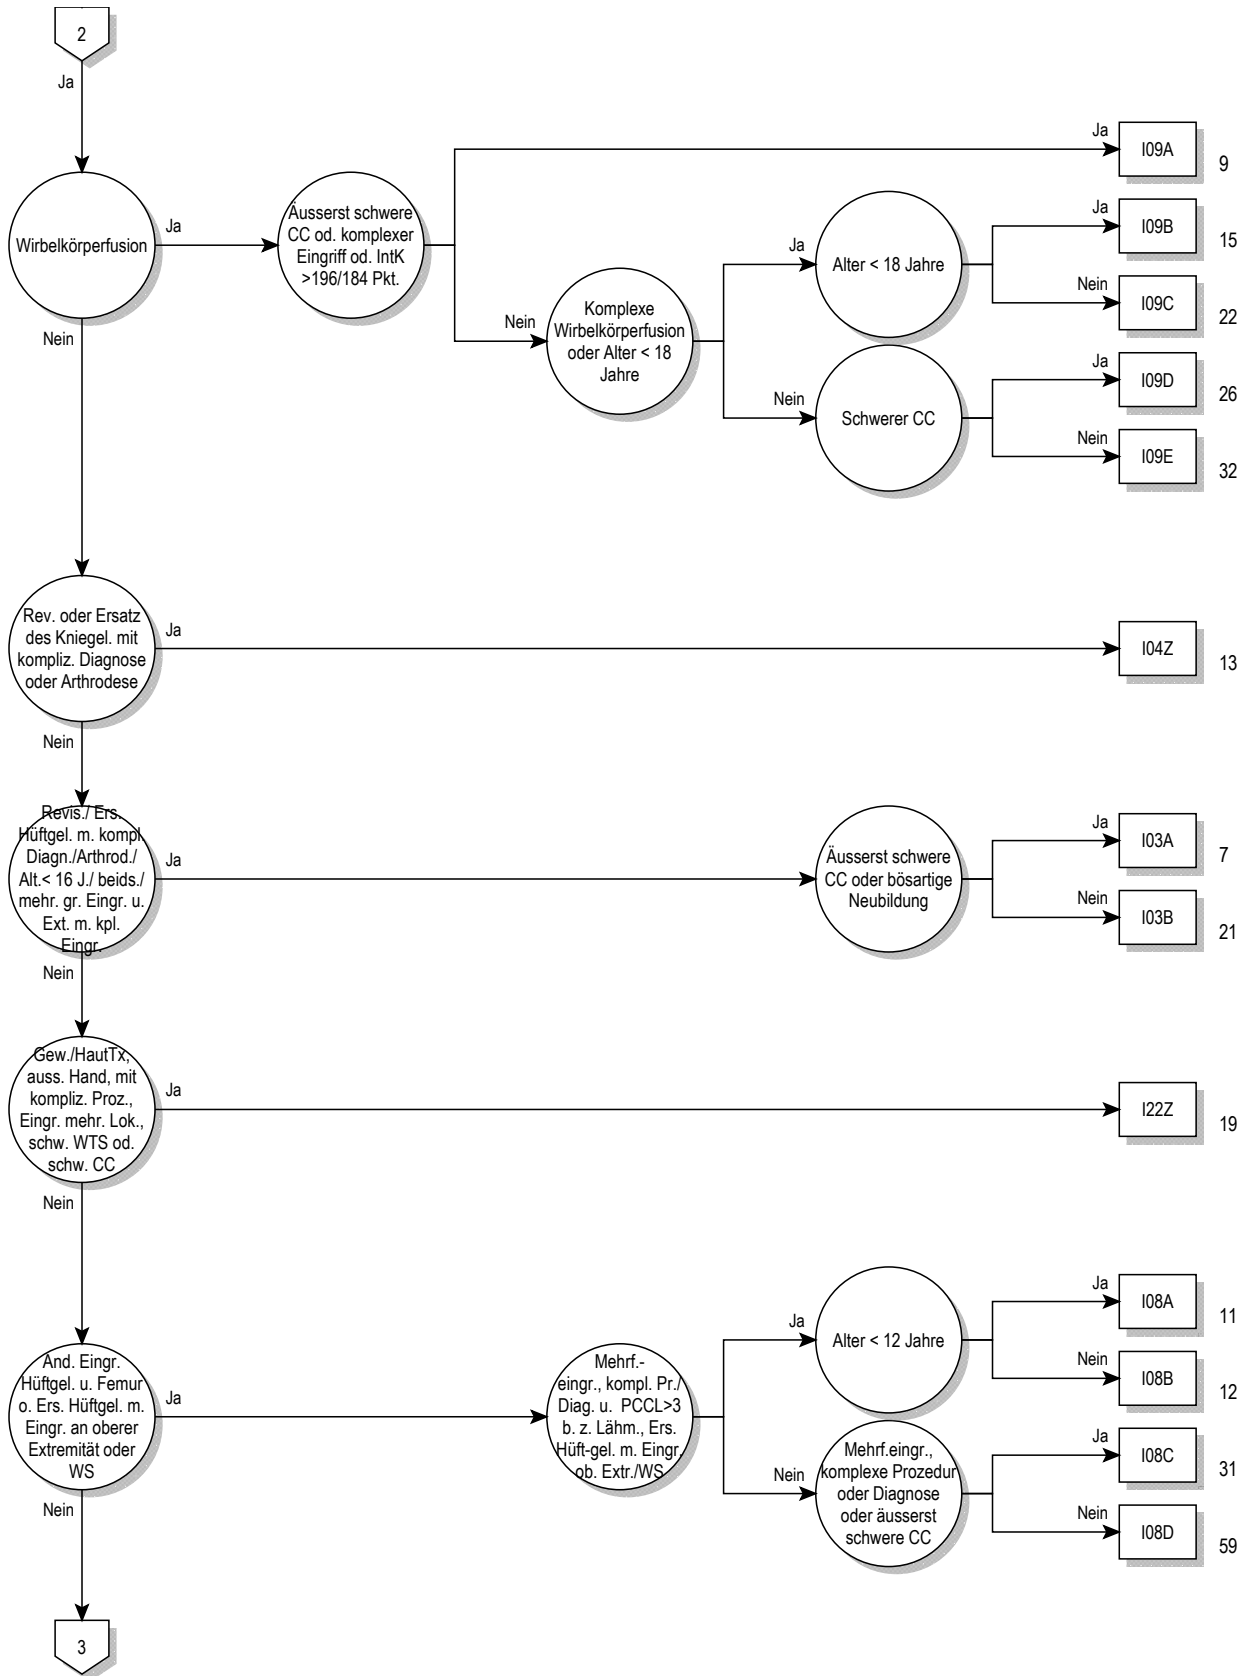 2
Ja
Wirbelkörperfusion
Ja
Äusserst schwere
CC od. komplexer
Eingriff od. IntK
>196/184 Pkt.
Ja
I09A
9
Nein
Komplexe
Wirbelkörperfusion
oder Alter < 18
Jahre
Ja
Alter < 18 Jahre
Ja
I09B
15
Nein
I09C
22
Nein
Schwerer CC
Ja
I09D
26
Nein
I09E
32
Nein
Rev. oder Ersatz
des Kniegel. mit
kompliz. Diagnose
oder Arthrodese
Ja
I04Z
13
Nein
Revis./ Ers.
Hüftgel. m. kompl.
Diagn./Arthrod./
Alt.< 16 J./ beids./
mehr. gr. Eingr. u.
Ext. m. kpl.
Eingr.
Ja
Äusserst schwere
CC oder bösartige
Neubildung
Ja
I03A
7
Nein
I03B
21
Nein
Gew./HautTx,
auss. Hand, mit
kompliz. Proz.,
Eingr. mehr. Lok.,
schw. WTS od.
schw. CC
Ja
I22Z
19
Nein
And. Eingr.
Hüftgel. u. Femur
o. Ers. Hüftgel. m.
Eingr. an oberer
Extremität oder
WS
Ja
Mehrf.-
eingr., kompl. Pr./
Diag. u. PCCL>3
b. z. Lähm., Ers.
Hüft-gel. m. Eingr.
ob. Extr./WS
Ja
Alter < 12 Jahre
Ja
I08A
11
Nein
I08B
12
Nein
Mehrf.eingr.,
komplexe Prozedur
oder Diagnose
oder äusserst
schwere CC
Ja
I08C
31
Nein
I08D
59
Nein
3